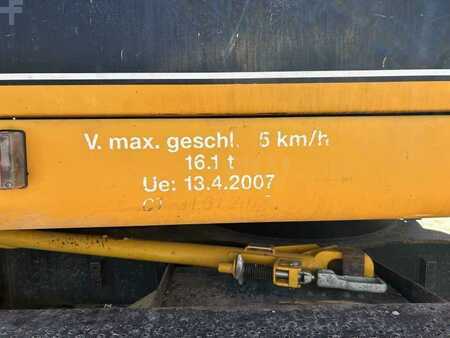 V. max. geschl. 5 km/h
16.1 t
Ue: 13.4.2007